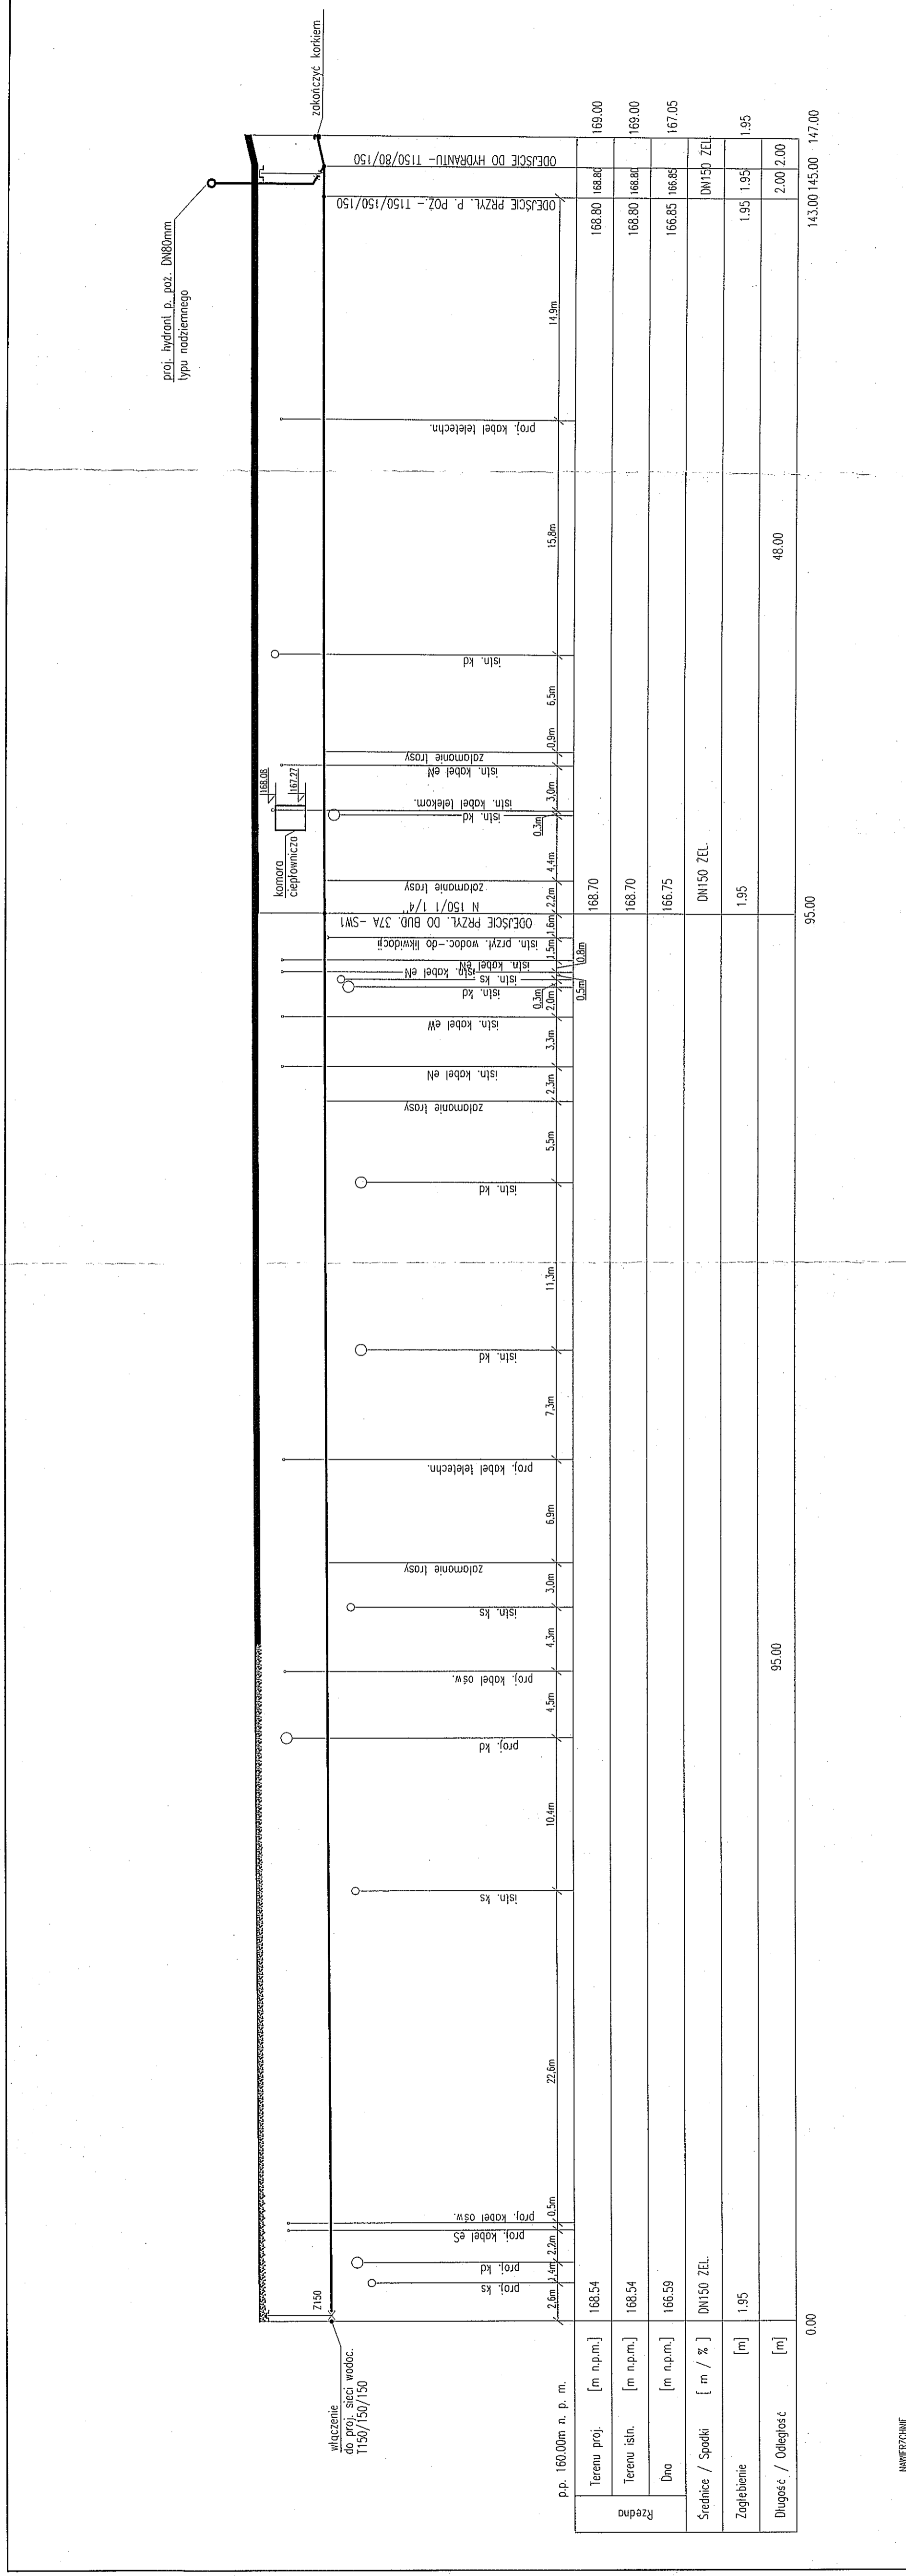 proj. hydrant p. poż. DN80mm
typu nadziemnego
zakończyć korkiem
komora
ciepłownicza
168.08
167.27
Z150
włączenie
do proj. sieci wodoc.
T150/150/150
proj. ks
proj. kd
proj. kabel eS
proj. kabel ośw.
istn. ks
proj. kd
proj. kabel ośw.
istn. ks
załamanie trasy
proj. kabel teletechn.
istn. kd
istn. kd
załamanie trasy
istn. kabel eN
istn. kabel eW
istn. kd
istn. ks
istn. kabel eN
istn. kabel eN
istn. przył. wodoc.-do likwidacji
ODEJŚCIE PRZYŁ. DO BUD. 37A -SW1
N 150/1 1/4"
załamanie trasy
istn. kd
istn. kabel telekom.
istn. kabel eN
załamanie trasy
istn. kd
proj. kabel teletechn.
ODEJŚCIE PRZYŁ. P. POŻ.- T150/150/150
ODEJŚCIE DO HYDRANTU- T150/80/150
2,6m 1,4m 2,2m 0,5m 22,6m 10,4m 4,5m 4,3m 3,0m 6,9m 7,3m 11,3m 5,5m 2,3m 3,3m 2,0m 0,3m 0,5m 0,8m 1,5m 1,6m 2,2m 4,4m 0,3m 3,0m 0,9m 6,5m 15,8m 14,9m
p.p. 160.00m n. p. m.
Rzędna
Terenu proj. [m n.p.m.] 168.54 168.70 168.80 168.80 169.00
Terenu istn. [m n.p.m.] 168.54 168.70 168.80 168.80 169.00
Dna [m n.p.m.] 166.59 166.75 166.85 166.85 167.05
Średnice / Spadki [ m / % ] DN150 ŻEL. DN150 ŻEL. DN150 ŻEL.
Zagłębienie [m] 1.95 1.95 1.95 1.95 1.95
Długość / Odległość [m] 95.00 48.00 2.00 2.00
0.00 95.00 143.00 145.00 147.00